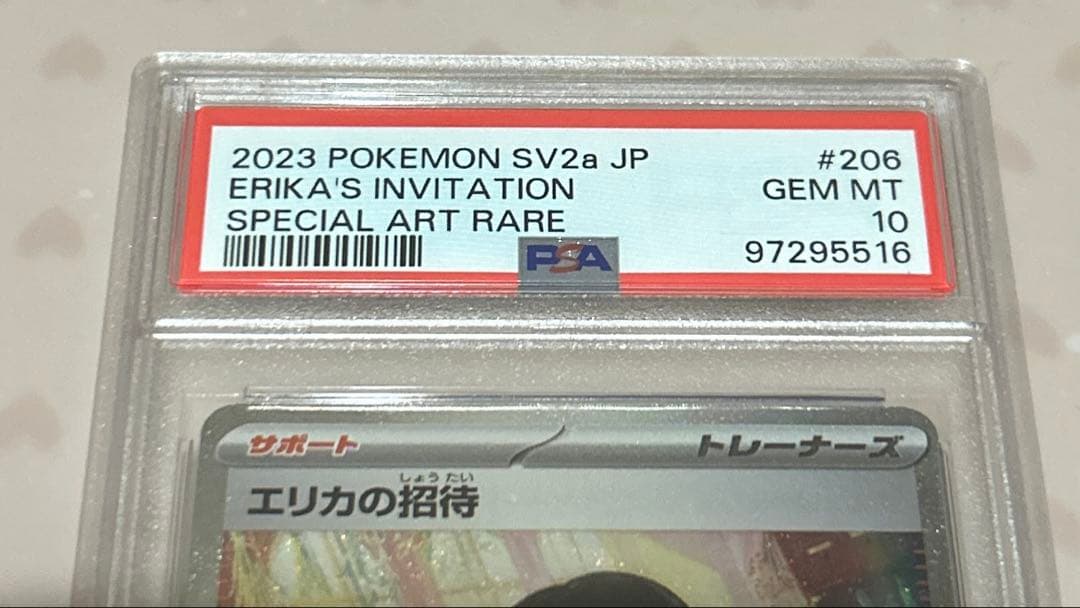 2023 POKEMON SV2a JP #206
ERIKA'S INVITATION GEM MT
SPECIAL ART RARE 10
PSA 97295516
サポート トレーナーズ
しょう たい
エリカの招待